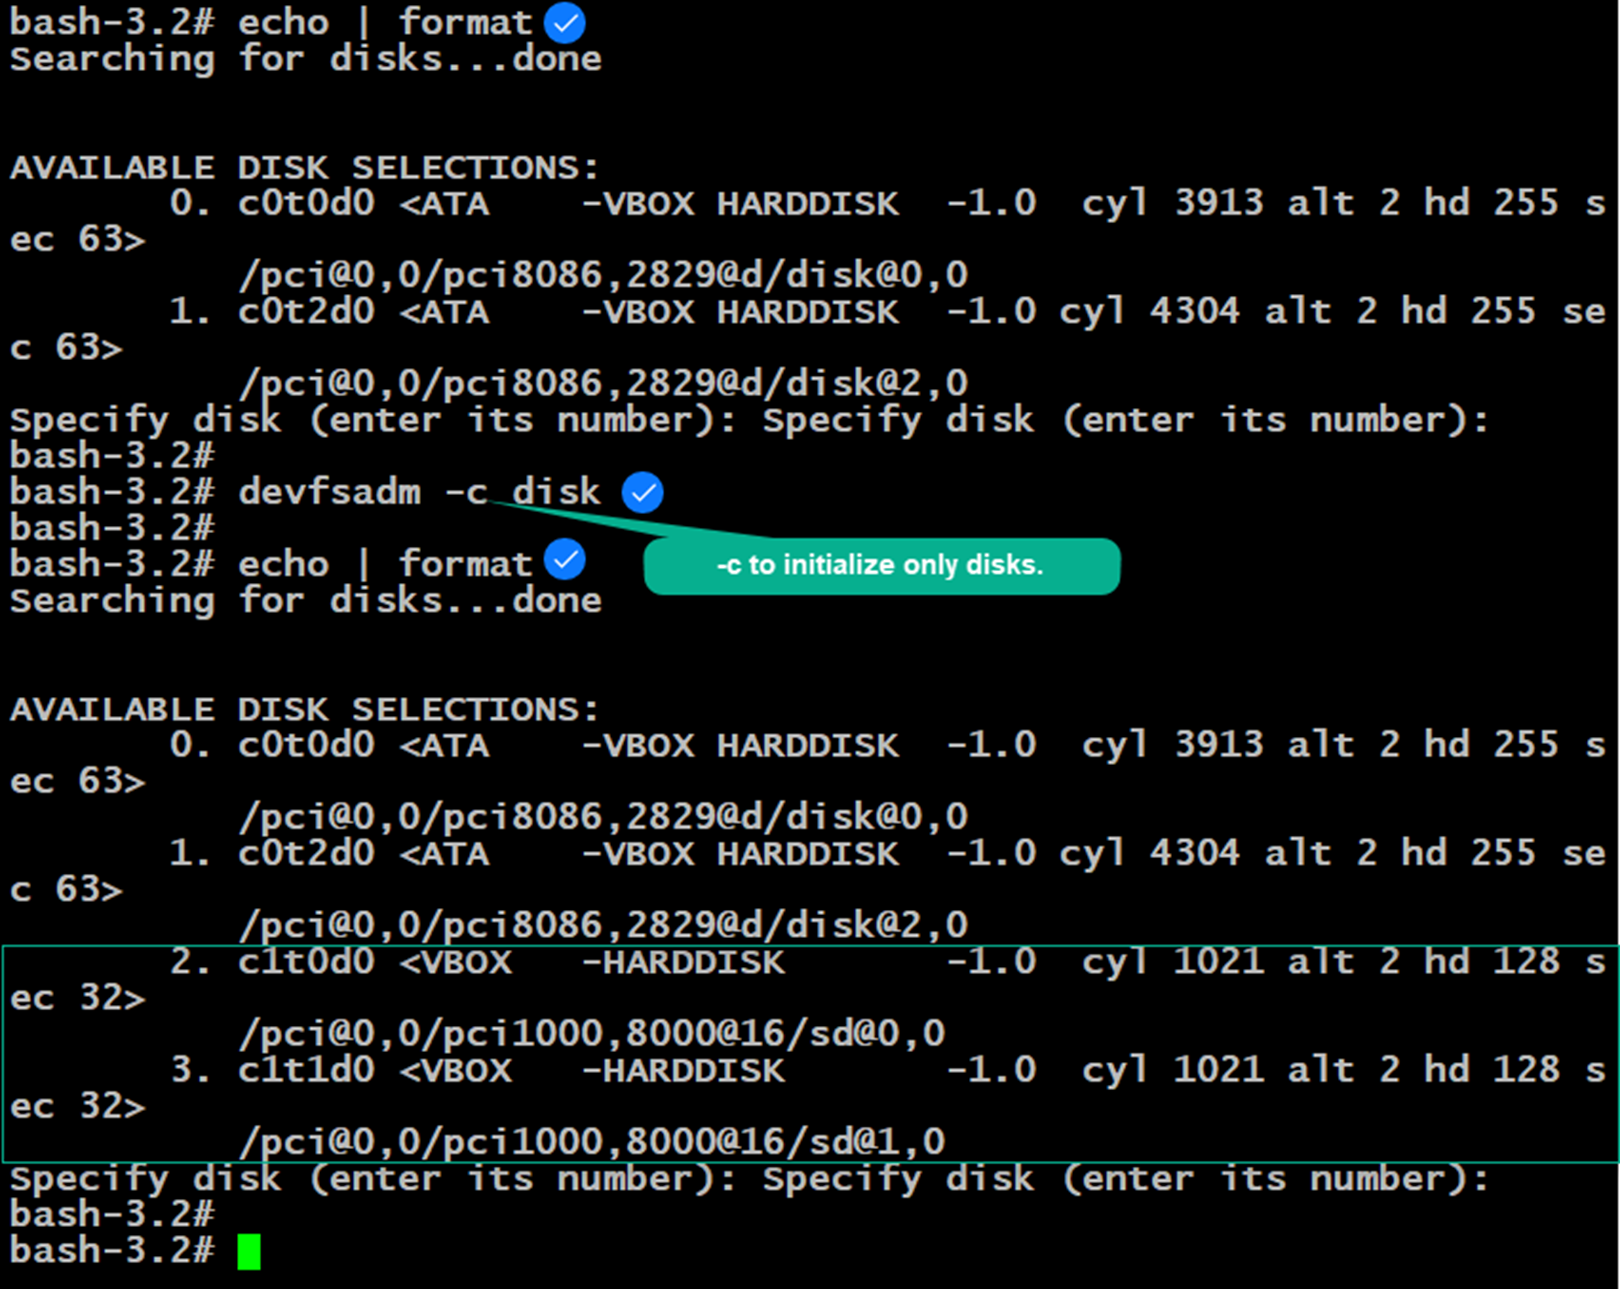 bash-3.2# echo | format
Searching for disks...done
AVAILABLE DISK SELECTIONS:
       0. c0t0d0 <ATA    -VBOX HARDDISK  -1.0  cyl 3913 alt 2 hd 255 s
ec 63>
          /pci@0,0/pci8086,2829@d/disk@0,0
       1. c0t2d0 <ATA    -VBOX HARDDISK  -1.0 cyl 4304 alt 2 hd 255 se
c 63>
          /pci@0,0/pci8086,2829@d/disk@2,0
Specify disk (enter its number): Specify disk (enter its number):
bash-3.2#
bash-3.2# devfsadm -c disk
bash-3.2#
bash-3.2# echo | format
-c to initialize only disks.
Searching for disks...done
AVAILABLE DISK SELECTIONS:
       0. c0t0d0 <ATA    -VBOX HARDDISK  -1.0  cyl 3913 alt 2 hd 255 s
ec 63>
          /pci@0,0/pci8086,2829@d/disk@0,0
       1. c0t2d0 <ATA    -VBOX HARDDISK  -1.0 cyl 4304 alt 2 hd 255 se
c 63>
          /pci@0,0/pci8086,2829@d/disk@2,0
       2. c1t0d0 <VBOX   -HARDDISK       -1.0  cyl 1021 alt 2 hd 128 s
ec 32>
          /pci@0,0/pci1000,8000@16/sd@0,0
       3. c1t1d0 <VBOX   -HARDDISK       -1.0  cyl 1021 alt 2 hd 128 s
ec 32>
          /pci@0,0/pci1000,8000@16/sd@1,0
Specify disk (enter its number): Specify disk (enter its number):
bash-3.2#
bash-3.2#